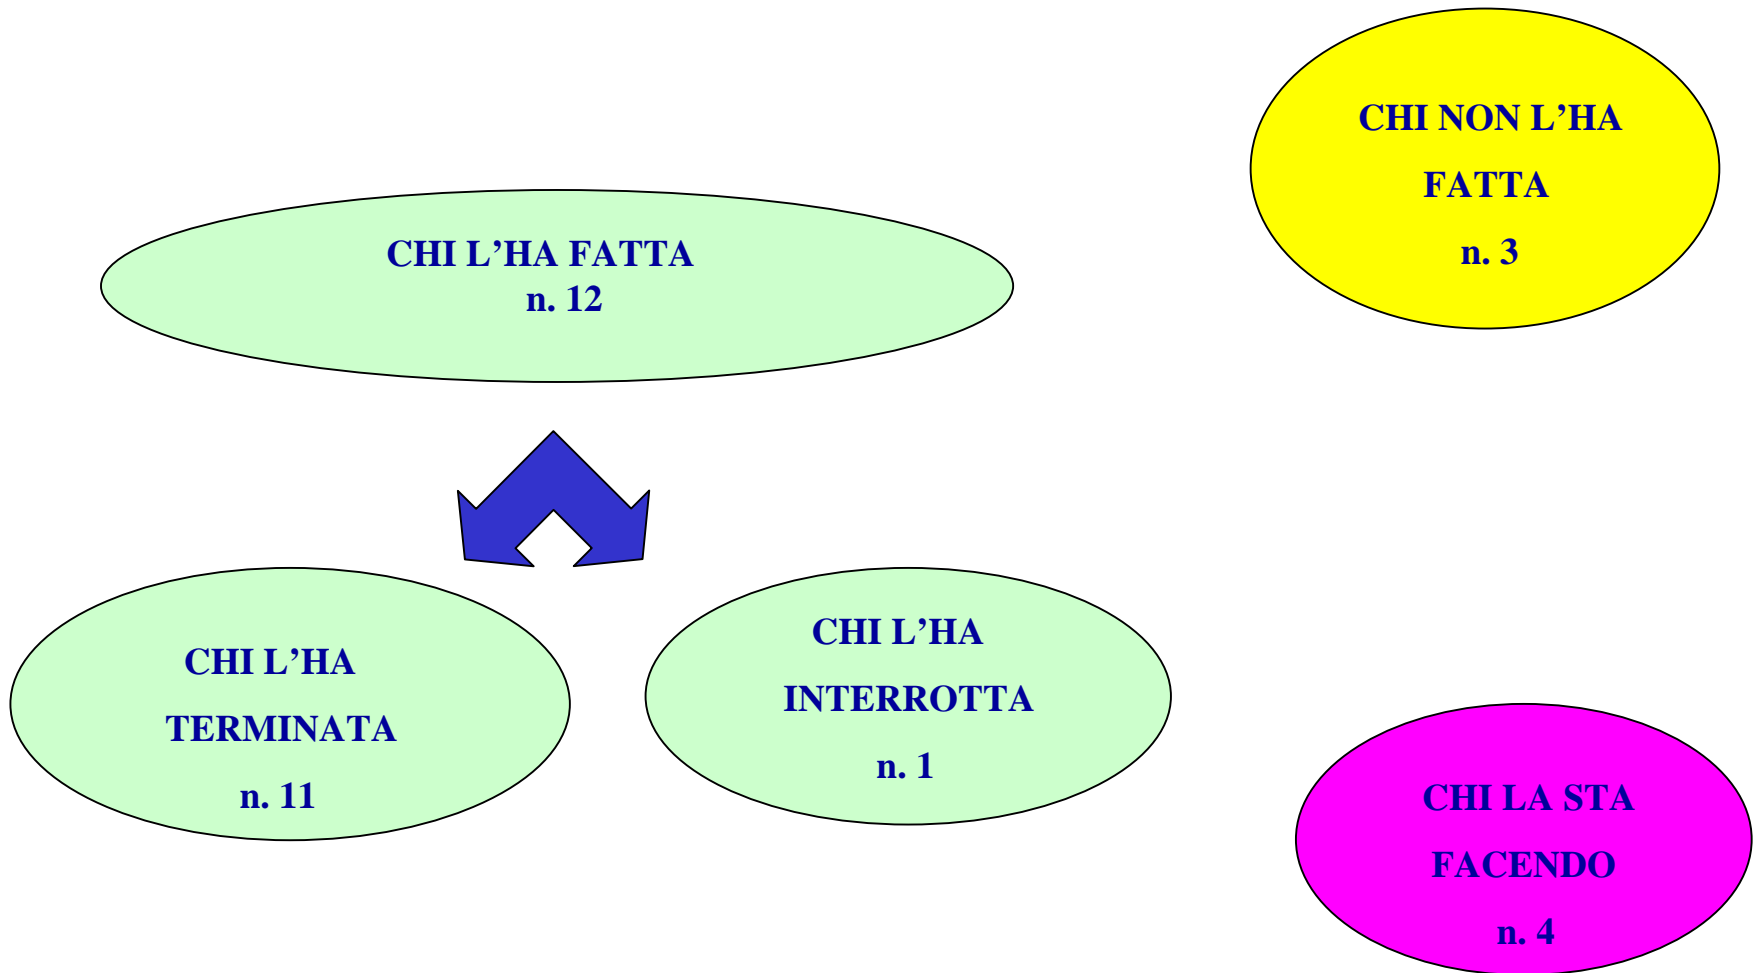 CHI NON L’HA
FATTA
n. 3
CHI L’HA FATTA
n. 12
CHI L’HA
TERMINATA
n. 11
CHI L’HA
INTERROTTA
n. 1
CHI LA STA
FACENDO
n. 4